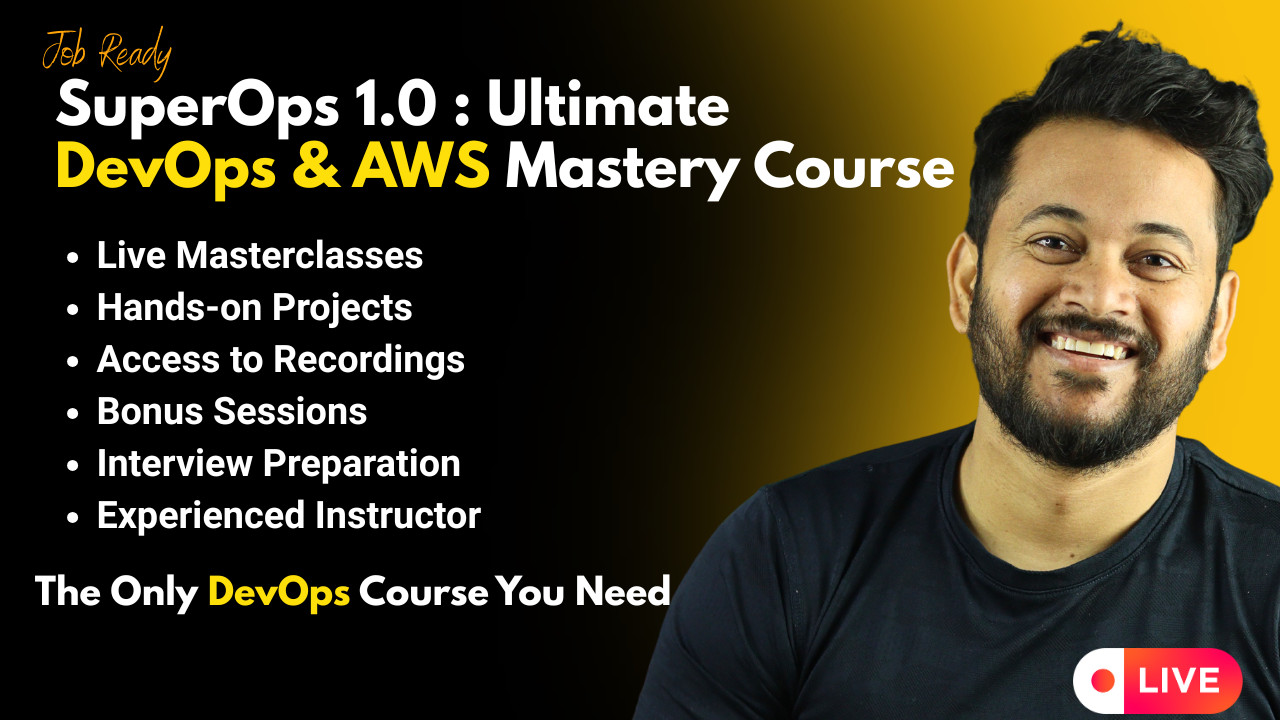 Job Ready
SuperOps 1.0 : Ultimate
DevOps & AWS Mastery Course
• Live Masterclasses
• Hands-on Projects
• Access to Recordings
• Bonus Sessions
• Interview Preparation
• Experienced Instructor
The Only DevOps Course You Need
LIVE